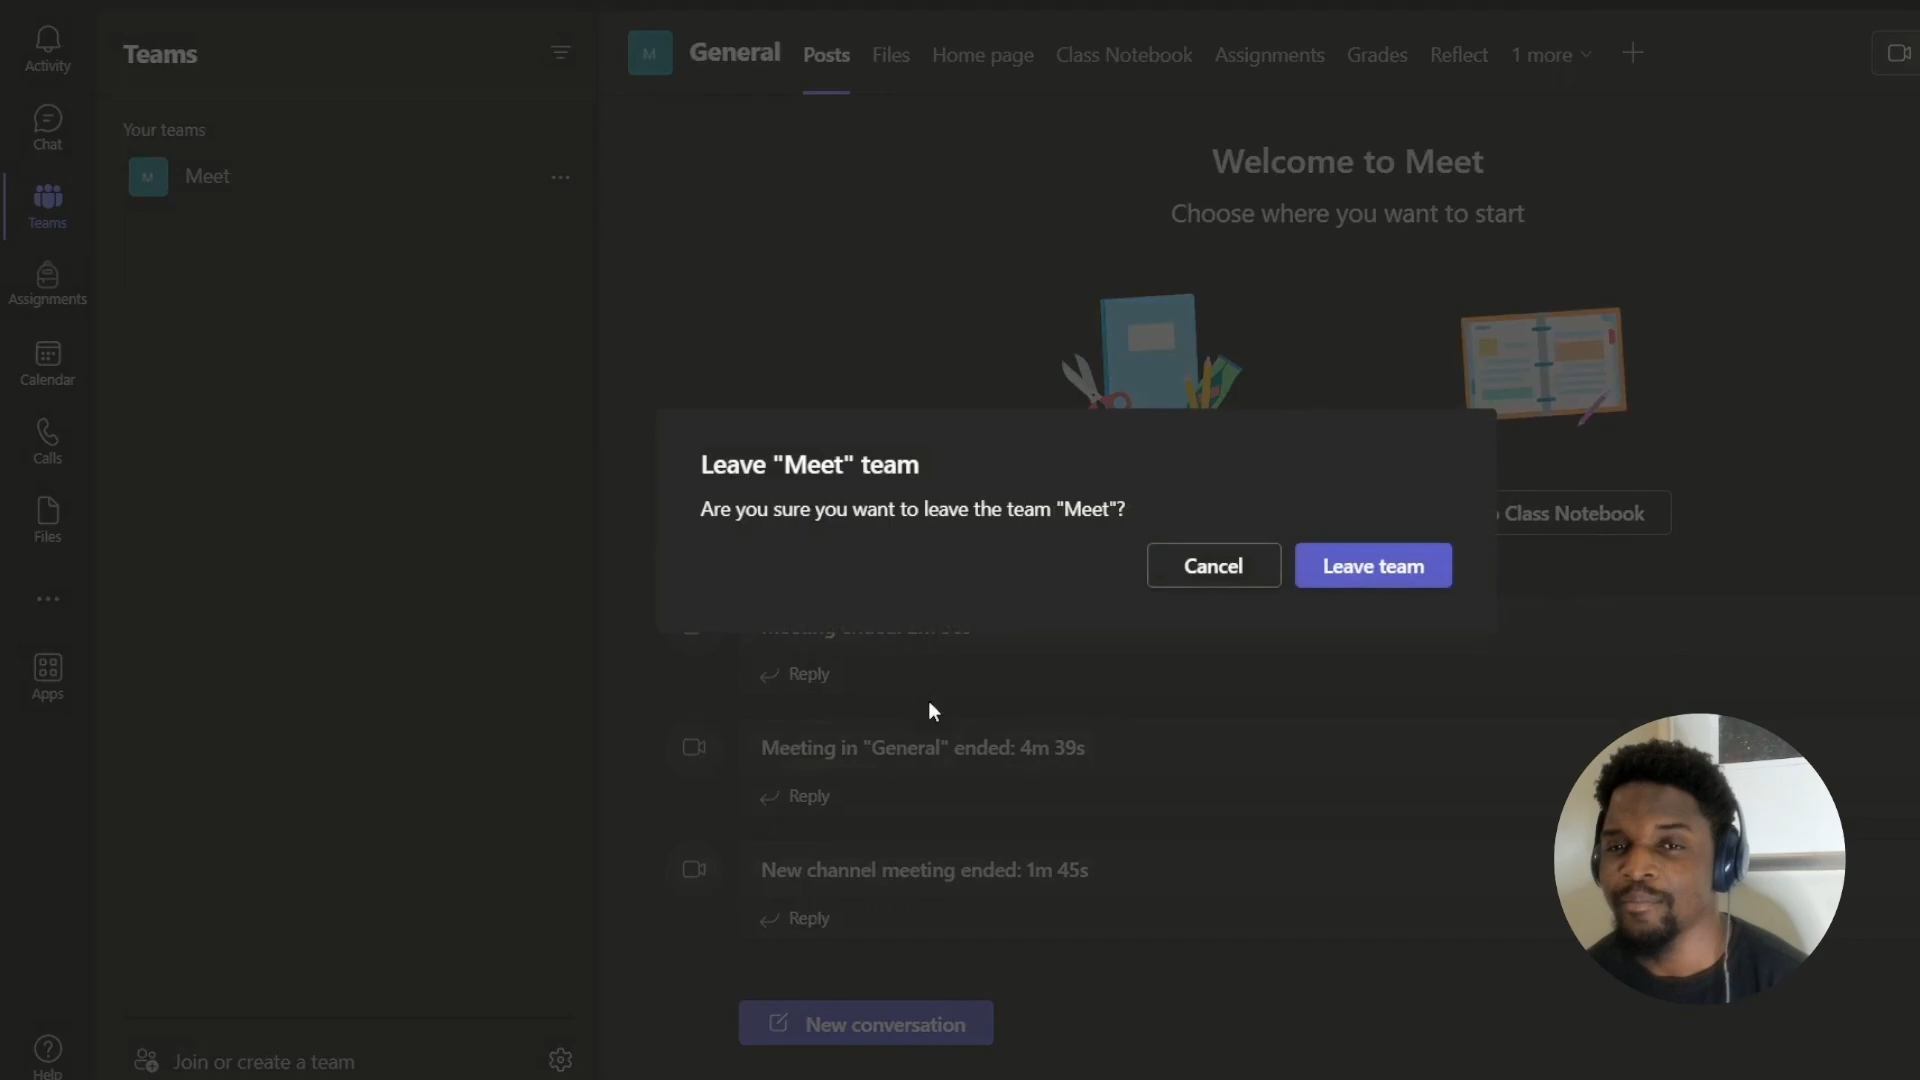 Activity
Chat
Teams
Assignments
Calendar
Calls
Files
Apps
Help
Teams
Your teams
M Meet
Join or create a team
M General Posts Files Home page Class Notebook Assignments Grades Reflect 1 more
Welcome to Meet
Choose where you want to start
Class Notebook
Leave "Meet" team
Are you sure you want to leave the team "Meet"?
Cancel
Leave team
Reply
Meeting in "General" ended: 4m 39s
Reply
New channel meeting ended: 1m 45s
Reply
New conversation